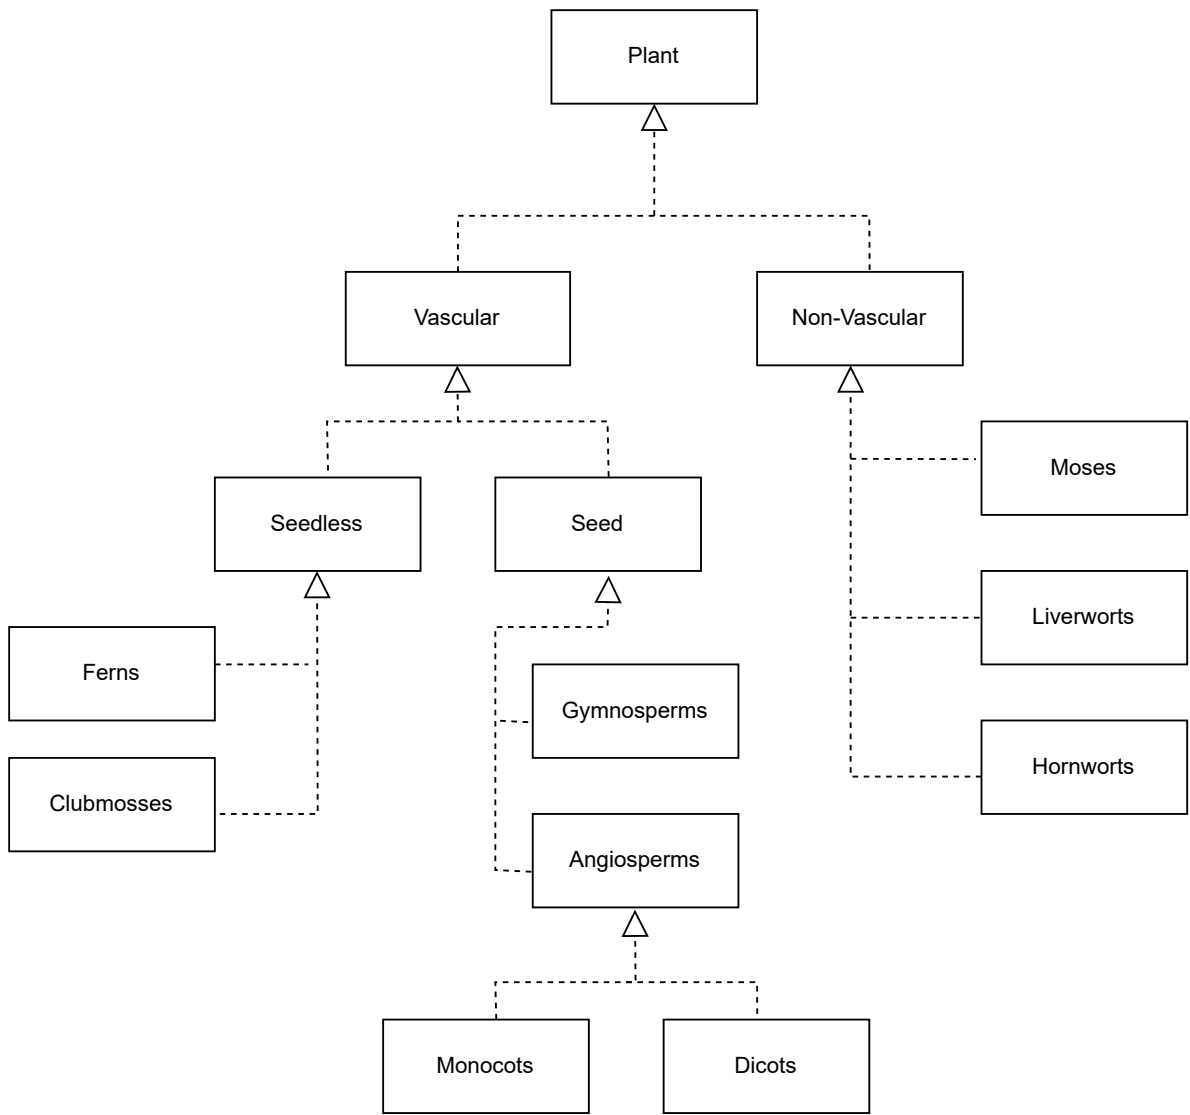 Plant
Vascular
Non-Vascular
Moses
Seedless
Seed
Liverworts
Ferns
Gymnosperms
Hornworts
Clubmosses
Angiosperms
Monocots
Dicots